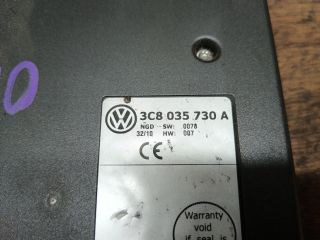 3C8 035 730 A
NGD SW: 0078
32/10 HW: 007
CE
Warranty
void
if seal is